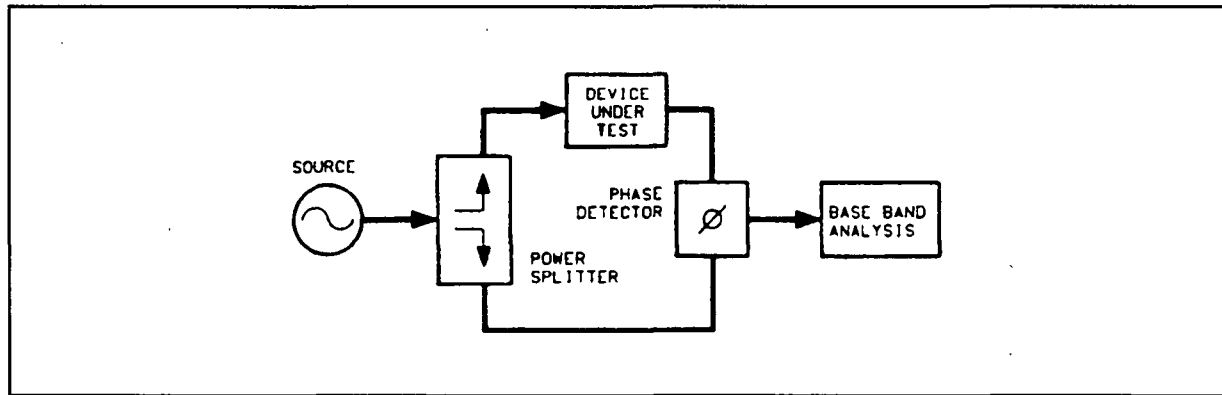 DEVICE
UNDER
TEST
SOURCE
PHASE
DETECTOR
Ø
BASE BAND
ANALYSIS
POWER
SPLITTER